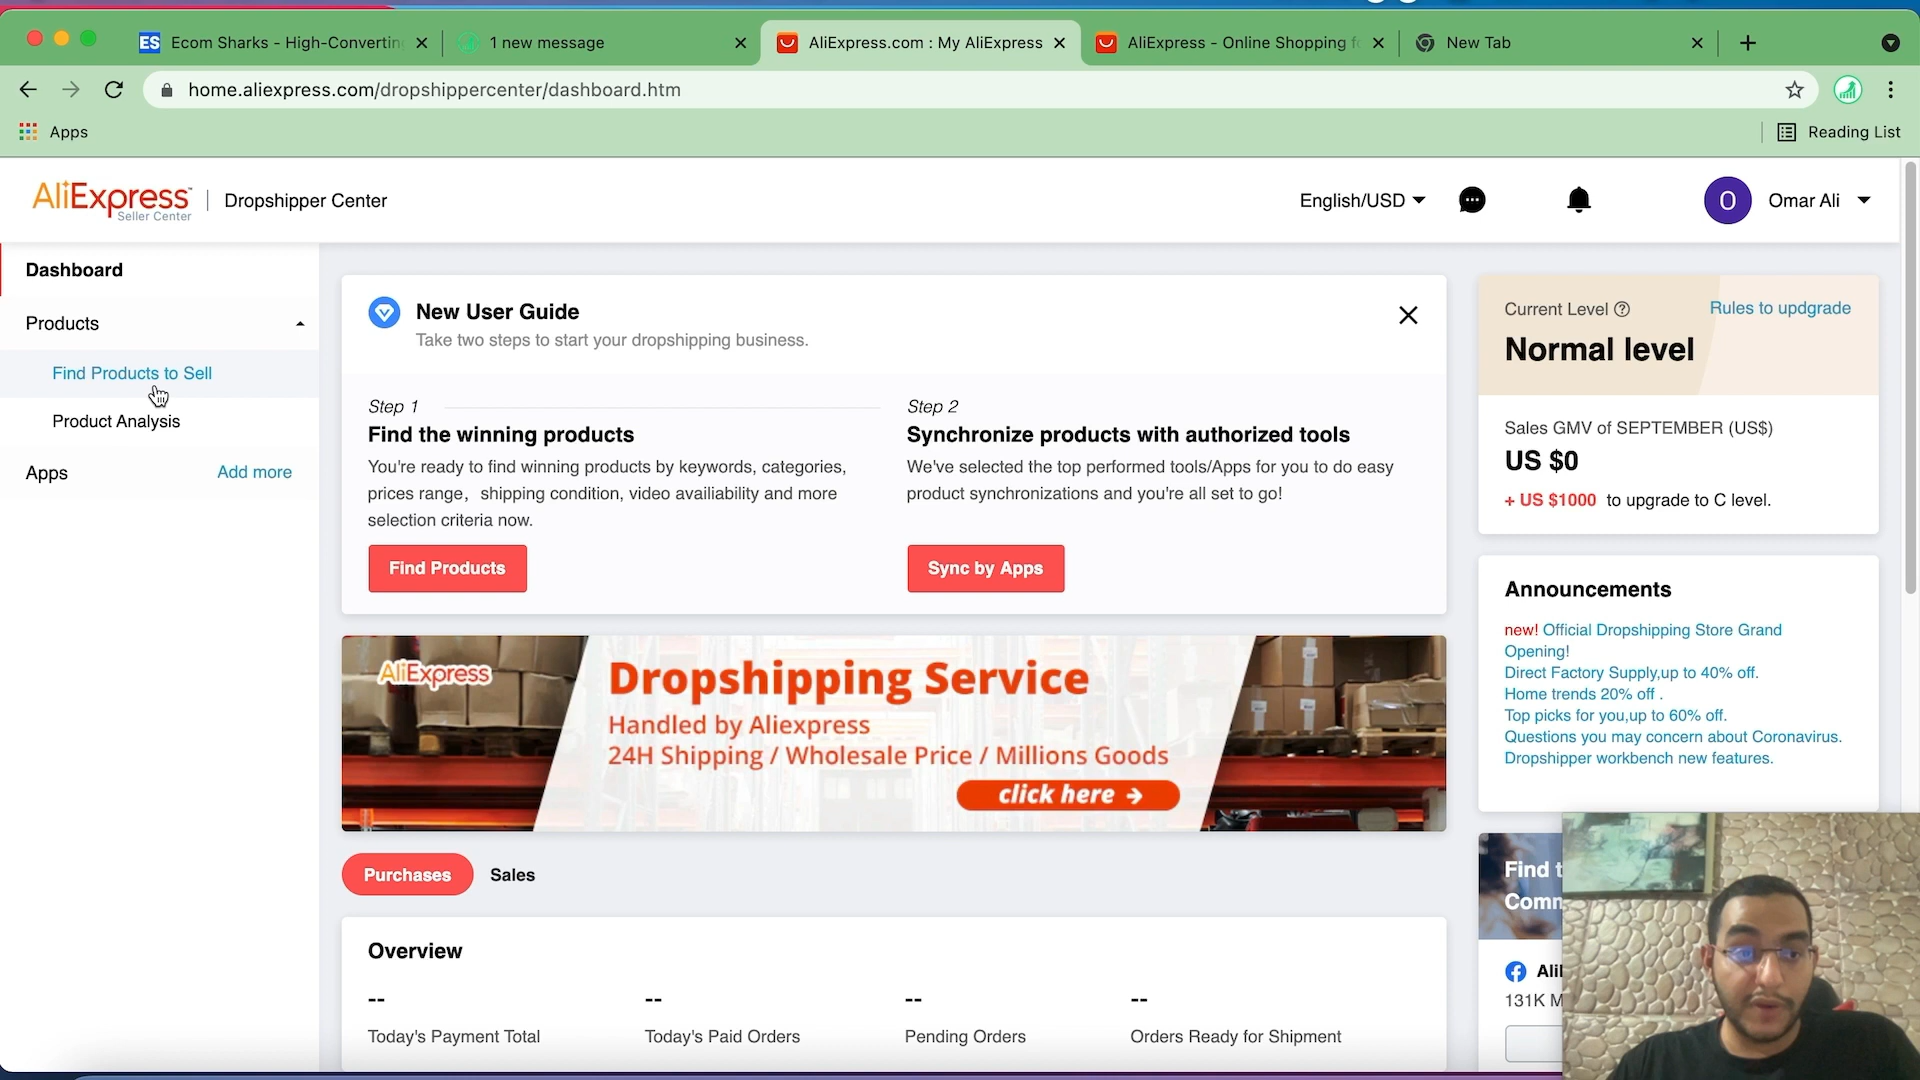 ES Ecom Sharks - High-Converting
1 new message
AliExpress.com : My AliExpress
AliExpress - Online Shopping fo
New Tab
home.aliexpress.com/dropshippercenter/dashboard.htm
Apps
Reading List
AliExpress
Seller Center
Dropshipper Center
English/USD
O
Omar Ali
Dashboard
Products
Find Products to Sell
Product Analysis
Apps
Add more
New User Guide
Take two steps to start your dropshipping business.
Step 1
Find the winning products
You're ready to find winning products by keywords, categories,
prices range， shipping condition, video availiability and more
selection criteria now.
Find Products
Step 2
Synchronize products with authorized tools
We've selected the top performed tools/Apps for you to do easy
product synchronizations and you're all set to go!
Sync by Apps
Current Level
Rules to updgrade
Normal level
Sales GMV of SEPTEMBER (US$)
US $0
+ US $1000 to upgrade to C level.
Announcements
new! Official Dropshipping Store Grand
Opening!
Direct Factory Supply,up to 40% off.
Home trends 20% off .
Top picks for you,up to 60% off.
Questions you may concern about Coronavirus.
Dropshipper workbench new features.
AliExpress
Dropshipping Service
Handled by Aliexpress
24H Shipping / Wholesale Price / Millions Goods
click here →
Purchases
Sales
Overview
--
Today's Payment Total
--
Today's Paid Orders
--
Pending Orders
--
Orders Ready for Shipment
Find t
Comm
Ali
131K M